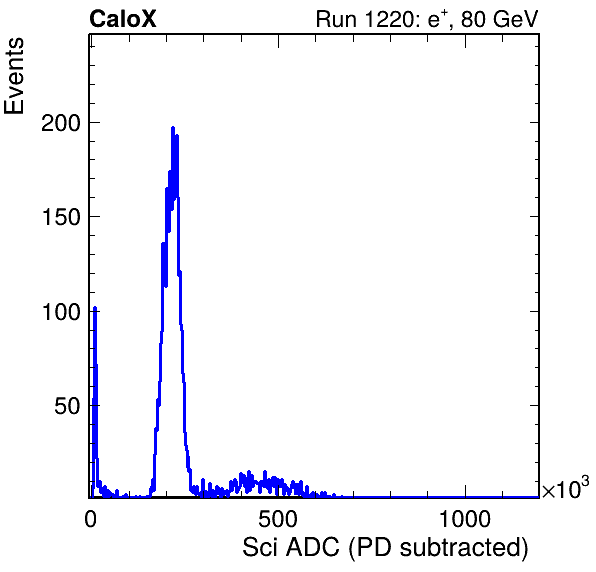 CaloX Run 1220: e+, 80 GeV
Events
200
150
100
50
0 500 1000 ×10³
Sci ADC (PD subtracted)